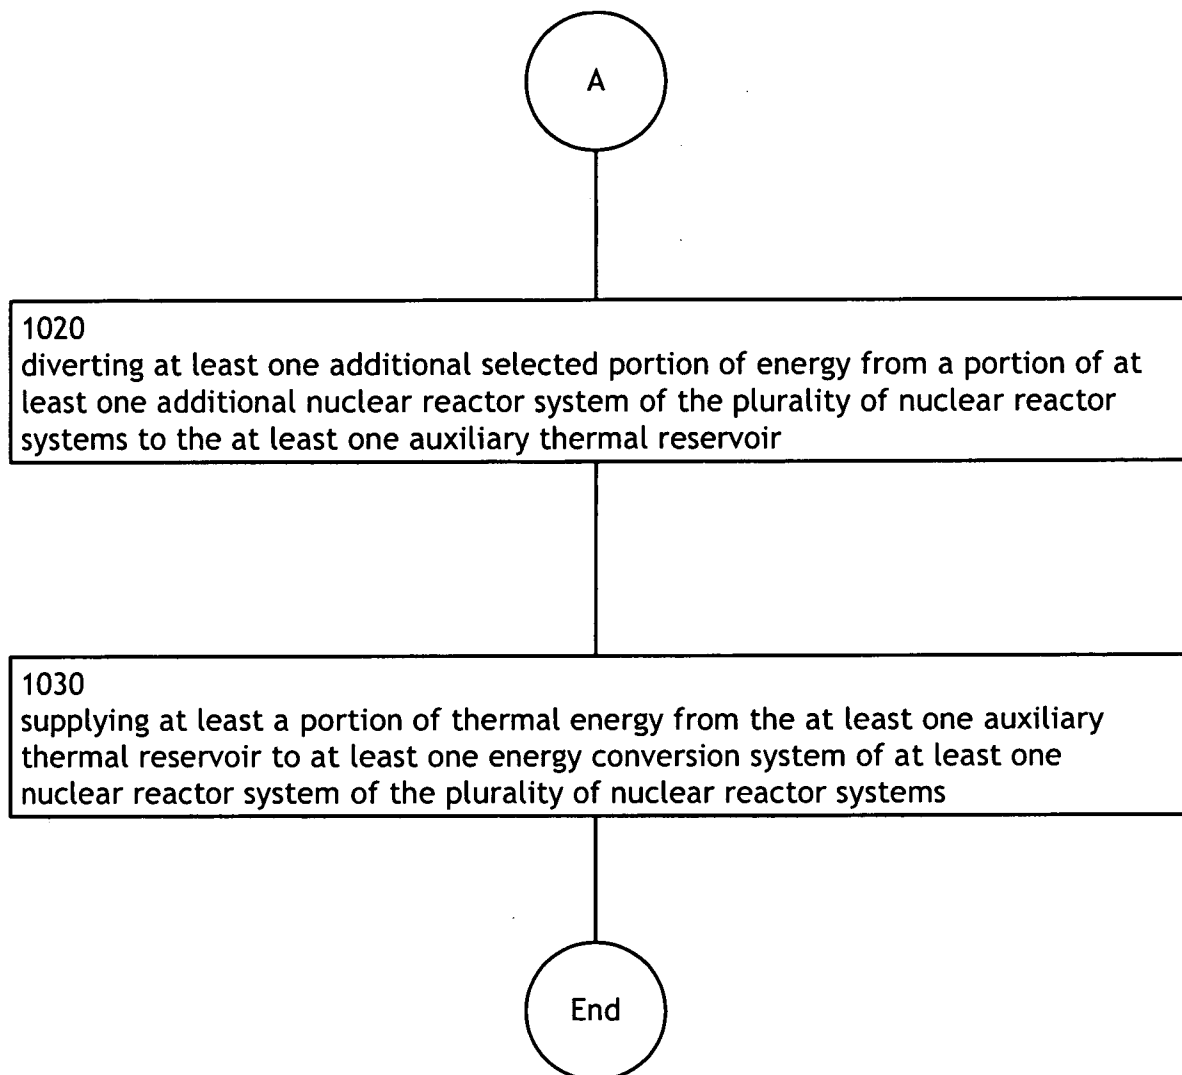 A
1020
diverting at least one additional selected portion of energy from a portion of at
least one additional nuclear reactor system of the plurality of nuclear reactor
systems to the at least one auxiliary thermal reservoir
1030
supplying at least a portion of thermal energy from the at least one auxiliary
thermal reservoir to at least one energy conversion system of at least one
nuclear reactor system of the plurality of nuclear reactor systems
End